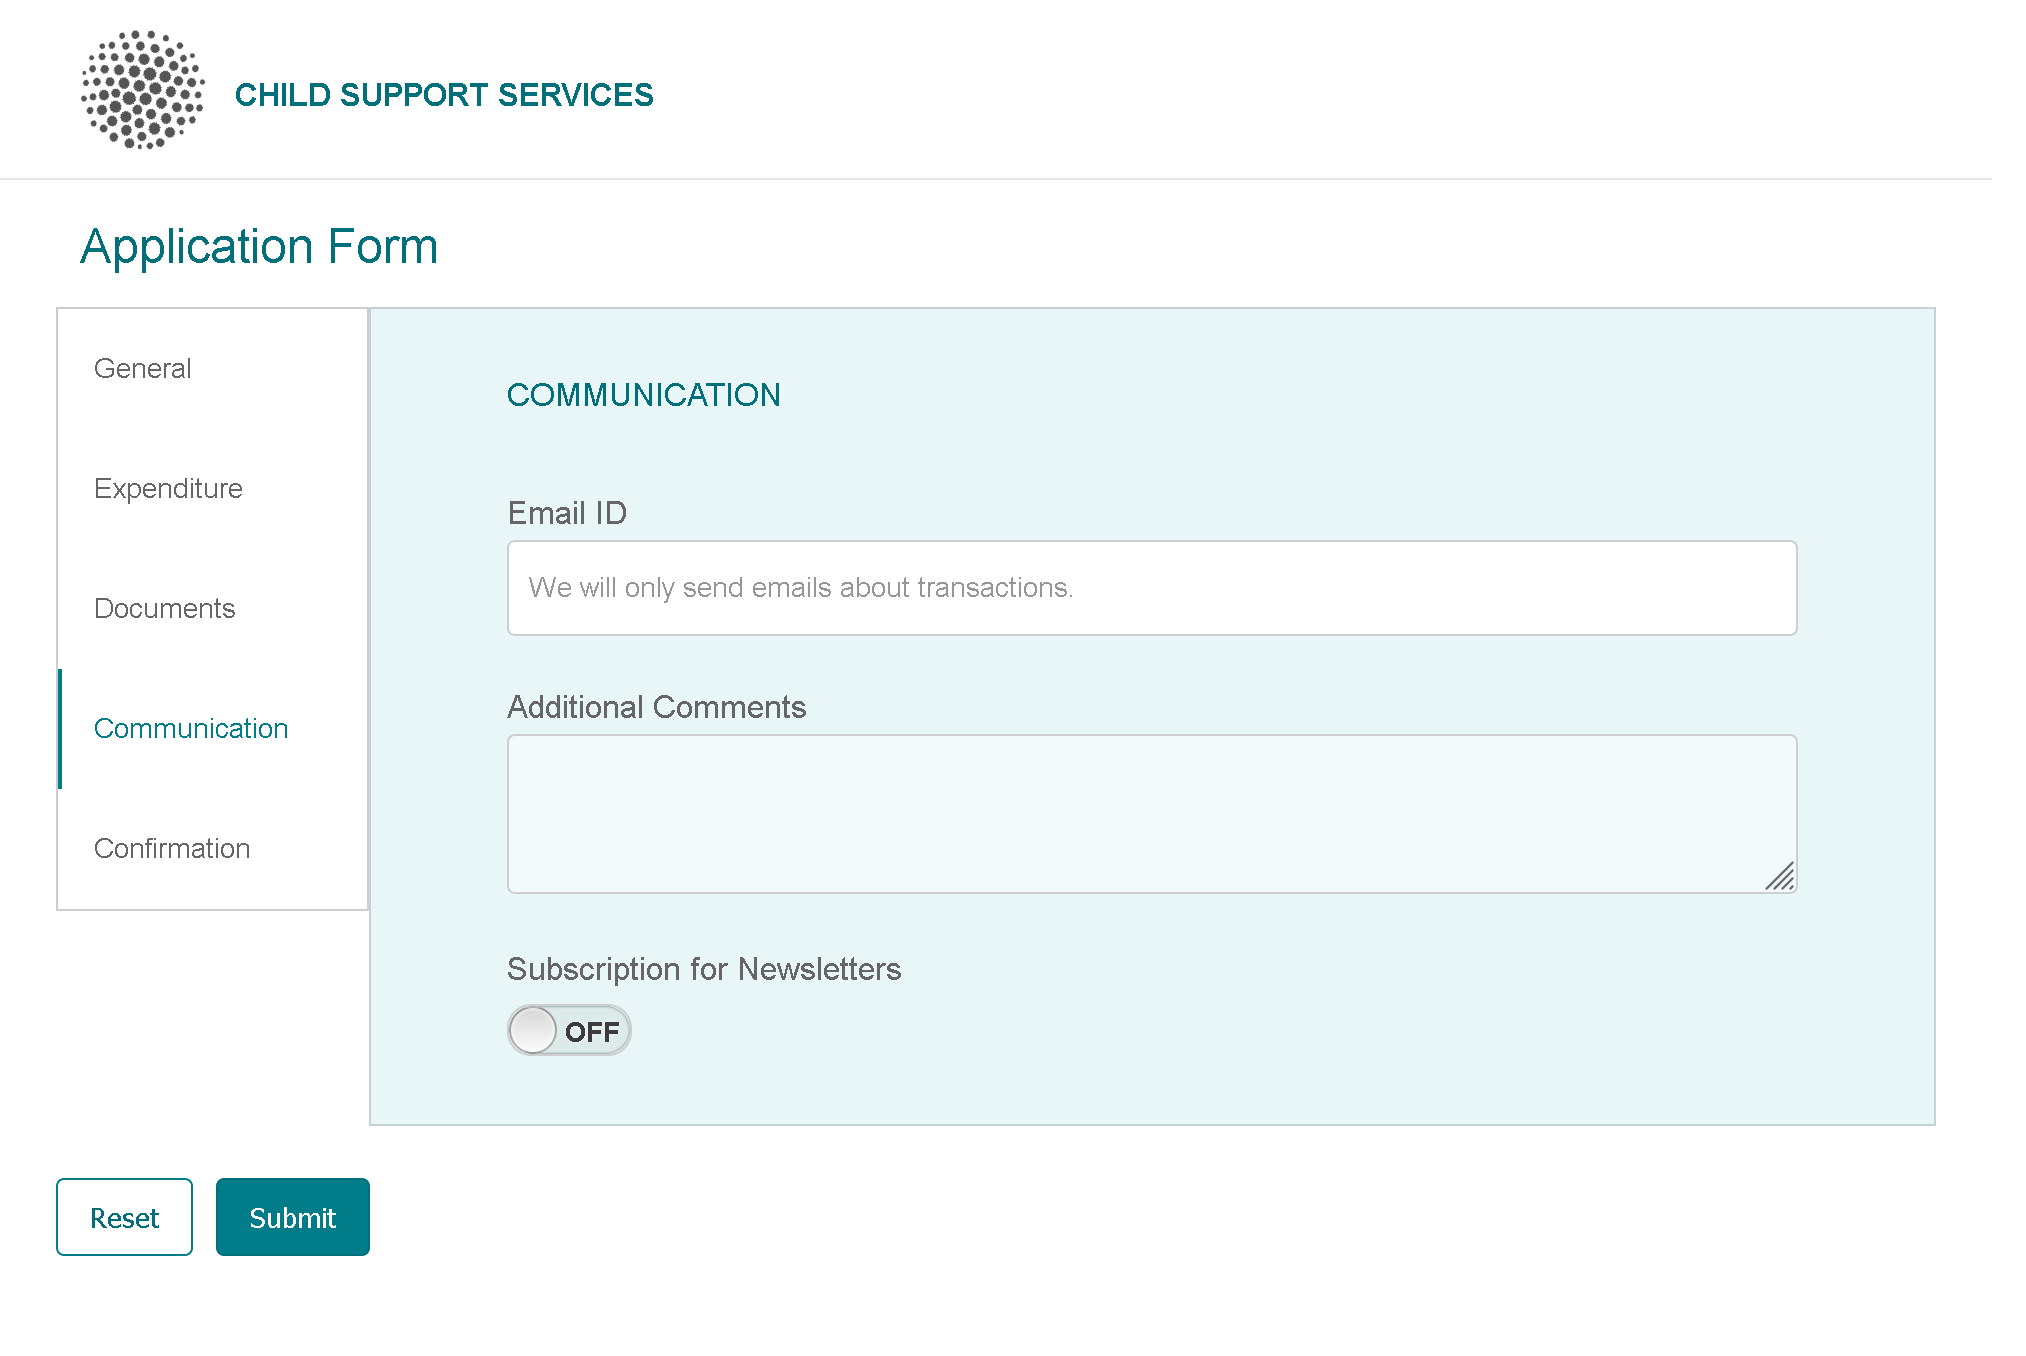 CHILD SUPPORT SERVICES
Application Form
General
Expenditure
Documents
Communication
Confirmation
COMMUNICATION
Email ID
We will only send emails about transactions.
Additional Comments
Subscription for Newsletters
OFF
Reset
Submit